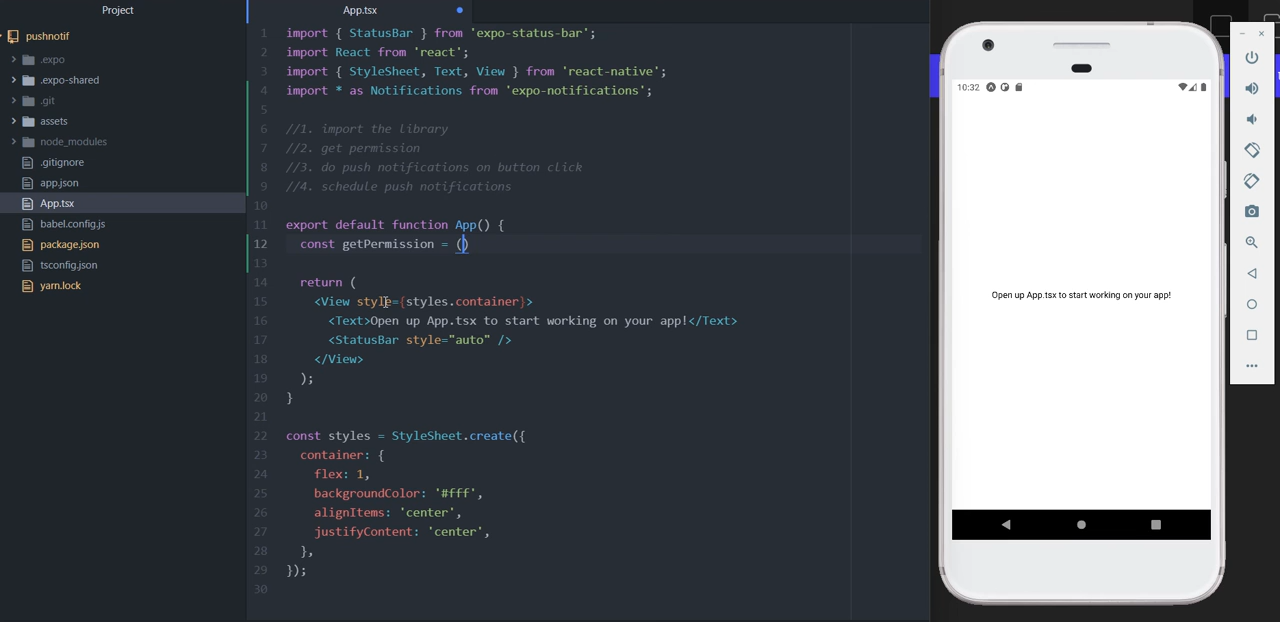 Project
pushnotif
.expo
.expo-shared
.git
assets
node_modules
.gitignore
app.json
App.tsx
babel.config.js
package.json
tsconfig.json
yarn.lock
App.tsx
1 import { StatusBar } from 'expo-status-bar';
2 import React from 'react';
3 import { StyleSheet, Text, View } from 'react-native';
4 import * as Notifications from 'expo-notifications';
5
6 //1. import the library
7 //2. get permission
8 //3. do push notifications on button click
9 //4. schedule push notifications
10
11 export default function App() {
12 const getPermission = ()
13
14 return (
15 <View style={styles.container}>
16 <Text>Open up App.tsx to start working on your app!</Text>
17 <StatusBar style="auto" />
18 </View>
19 );
20 }
21
22 const styles = StyleSheet.create({
23 container: {
24 flex: 1,
25 backgroundColor: '#fff',
26 alignItems: 'center',
27 justifyContent: 'center',
28 },
29 });
30
10:32
Open up App.tsx to start working on your app!